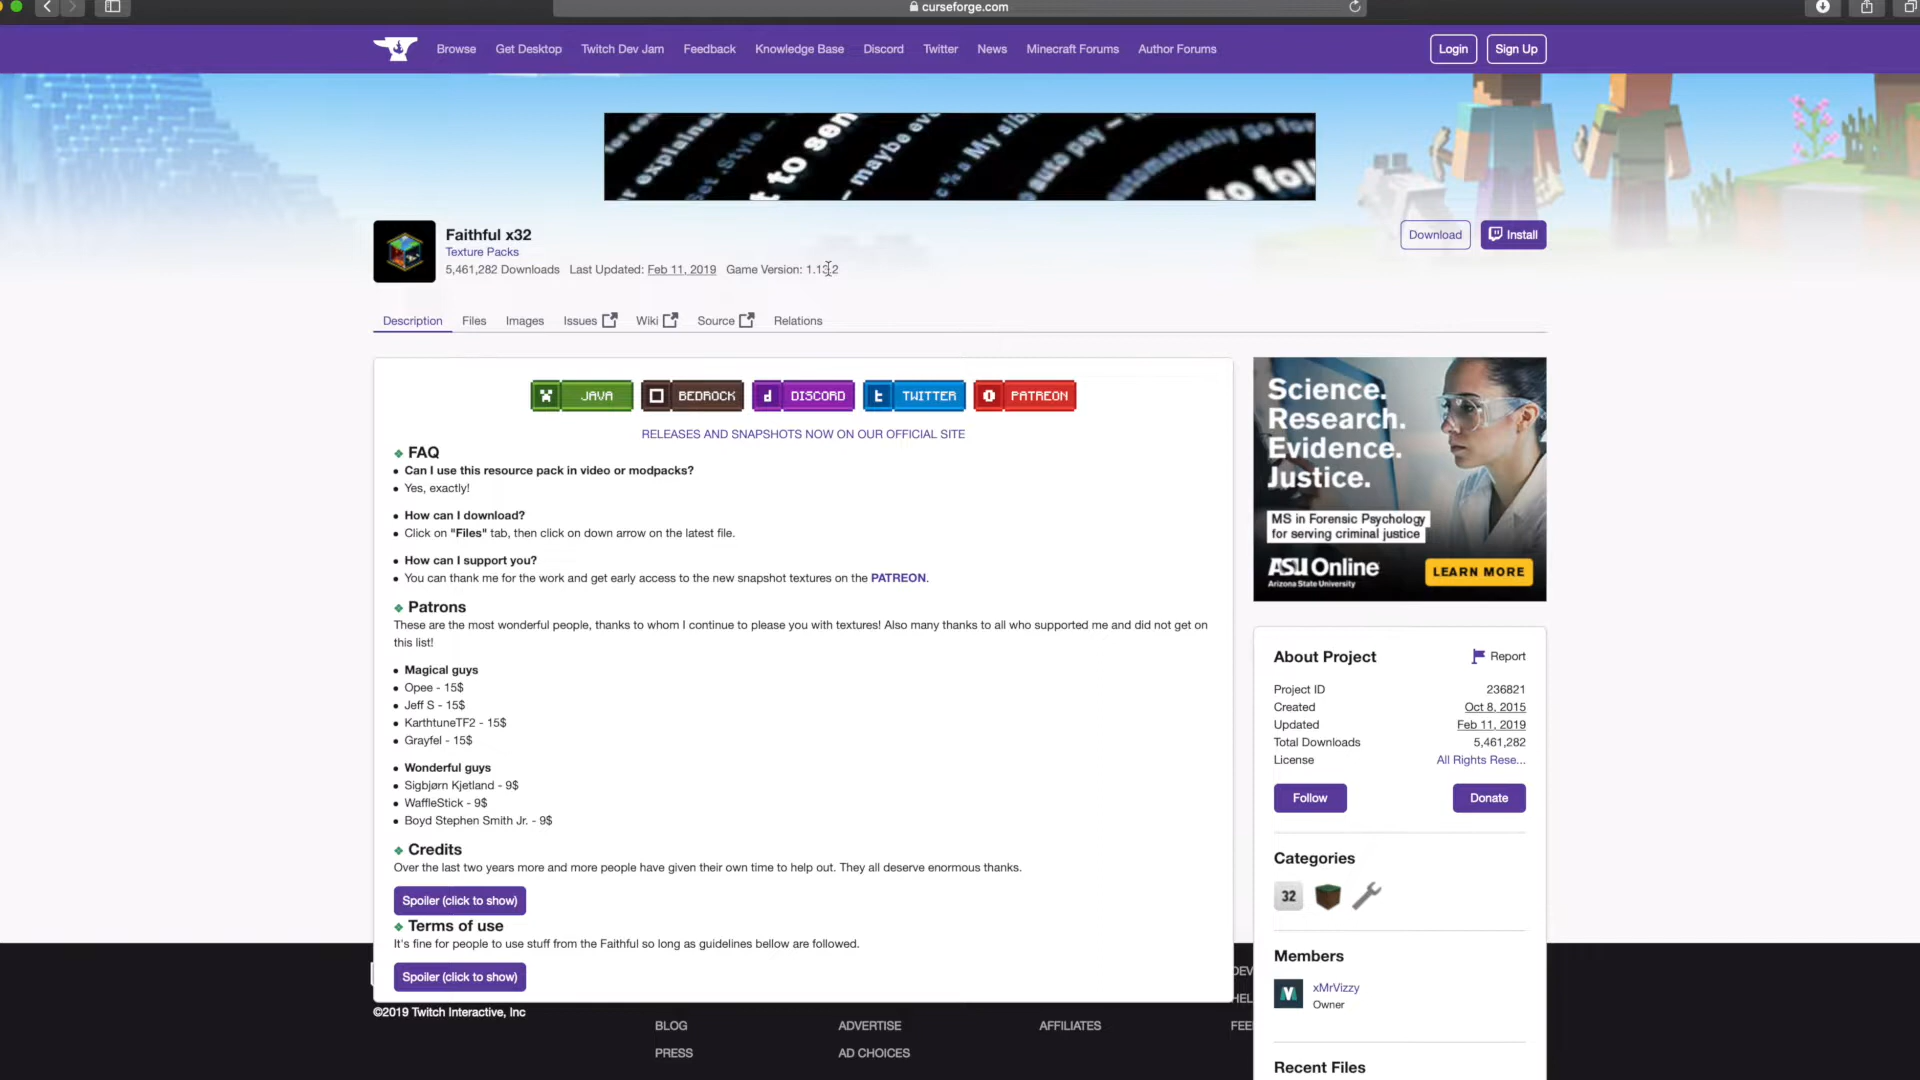 curseforge.com
Browse Get Desktop Twitch Dev Jam Feedback Knowledge Base Discord Twitter News Minecraft Forums Author Forums Login Sign Up
for explained
to sen
— maybe
My
auto pay —
automatically
to fol
Faithful x32
Texture Packs
5,461,282 Downloads Last Updated: Feb 11, 2019 Game Version: 1.13.2
Download Install
Description Files Images Issues Wiki Source Relations
JAVA BEDROCK DISCORD TWITTER PATREON
RELEASES AND SNAPSHOTS NOW ON OUR OFFICIAL SITE
FAQ
Can I use this resource pack in video or modpacks?
Yes, exactly!
How can I download?
Click on "Files" tab, then click on down arrow on the latest file.
How can I support you?
You can thank me for the work and get early access to the new snapshot textures on the PATREON.
Patrons
These are the most wonderful people, thanks to whom I continue to please you with textures! Also many thanks to all who supported me and did not get on
this list!
Magical guys
Opee - 15$
Jeff S - 15$
KarthtuneTF2 - 15$
Grayfel - 15$
Wonderful guys
Sigbjørn Kjetland - 9$
WaffleStick - 9$
Boyd Stephen Smith Jr. - 9$
Credits
Over the last two years more and more people have given their own time to help out. They all deserve enormous thanks.
Spoiler (click to show)
Terms of use
It's fine for people to use stuff from the Faithful so long as guidelines bellow are followed.
Spoiler (click to show)
Science.
Research.
Evidence.
Justice.
MS in Forensic Psychology
for serving criminal justice
ASU Online
Arizona State University
LEARN MORE
About Project Report
Project ID 236821
Created Oct 8, 2015
Updated Feb 11, 2019
Total Downloads 5,461,282
License All Rights Rese...
Follow Donate
Categories
32
Members
xMrVizzy
Owner
Recent Files
©2019 Twitch Interactive, Inc
BLOG ADVERTISE AFFILIATES
PRESS AD CHOICES